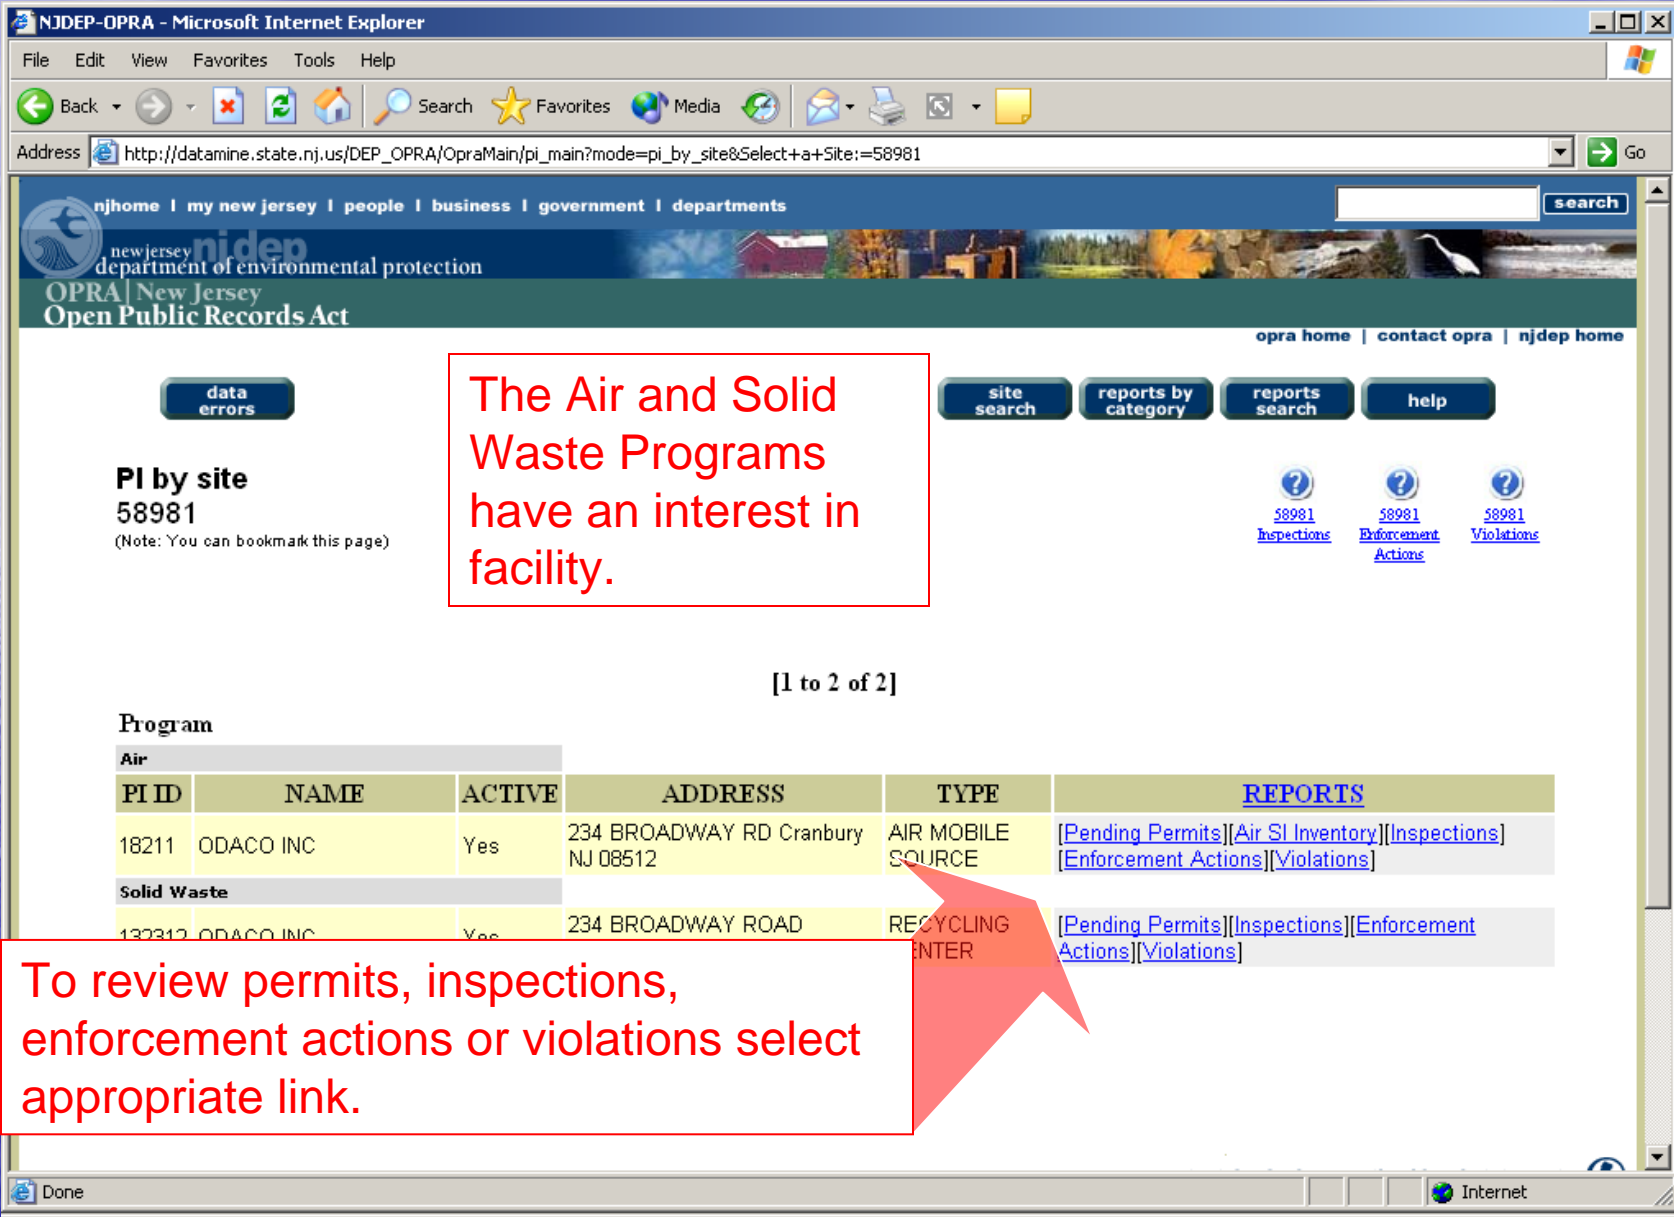 NJDEP-OPRA - Microsoft Internet Explorer
File Edit View Favorites Tools Help
Back Search Favorites Media
Address http://datamine.state.nj.us/DEP_OPRA/OpraMain/pi_main?mode=pi_by_site&Select+a+Site:=58981 Go
njhome | my new jersey | people | business | government | departments search
newjersey njdep
department of environmental protection
OPRA | New Jersey
Open Public Records Act
opra home | contact opra | njdep home
data errors
site search
reports by category
reports search
help
The Air and Solid
Waste Programs
have an interest in
facility.
PI by site
58981
(Note: You can bookmark this page)
58981
Inspections
58981
Enforcement
Actions
58981
Violations
[1 to 2 of 2]
Program
Air
PI ID NAME ACTIVE ADDRESS TYPE REPORTS
18211 ODACO INC Yes 234 BROADWAY RD Cranbury NJ 08512 AIR MOBILE SOURCE [Pending Permits][Air SI Inventory][Inspections]
[Enforcement Actions][Violations]
Solid Waste
132312 ODACO INC Yes 234 BROADWAY ROAD RECYCLING CENTER [Pending Permits][Inspections][Enforcement
Actions][Violations]
To review permits, inspections,
enforcement actions or violations select
appropriate link.
Done Internet